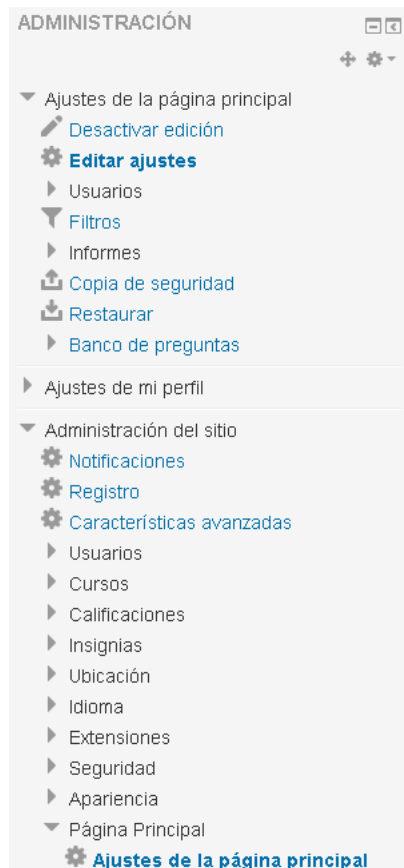 ADMINISTRACIÓN
Ajustes de la página principal
Desactivar edición
Editar ajustes
Usuarios
Filtros
Informes
Copia de seguridad
Restaurar
Banco de preguntas
Ajustes de mi perfil
Administración del sitio
Notificaciones
Registro
Características avanzadas
Usuarios
Cursos
Calificaciones
Insignias
Ubicación
Idioma
Extensiones
Seguridad
Apariencia
Página Principal
Ajustes de la página principal